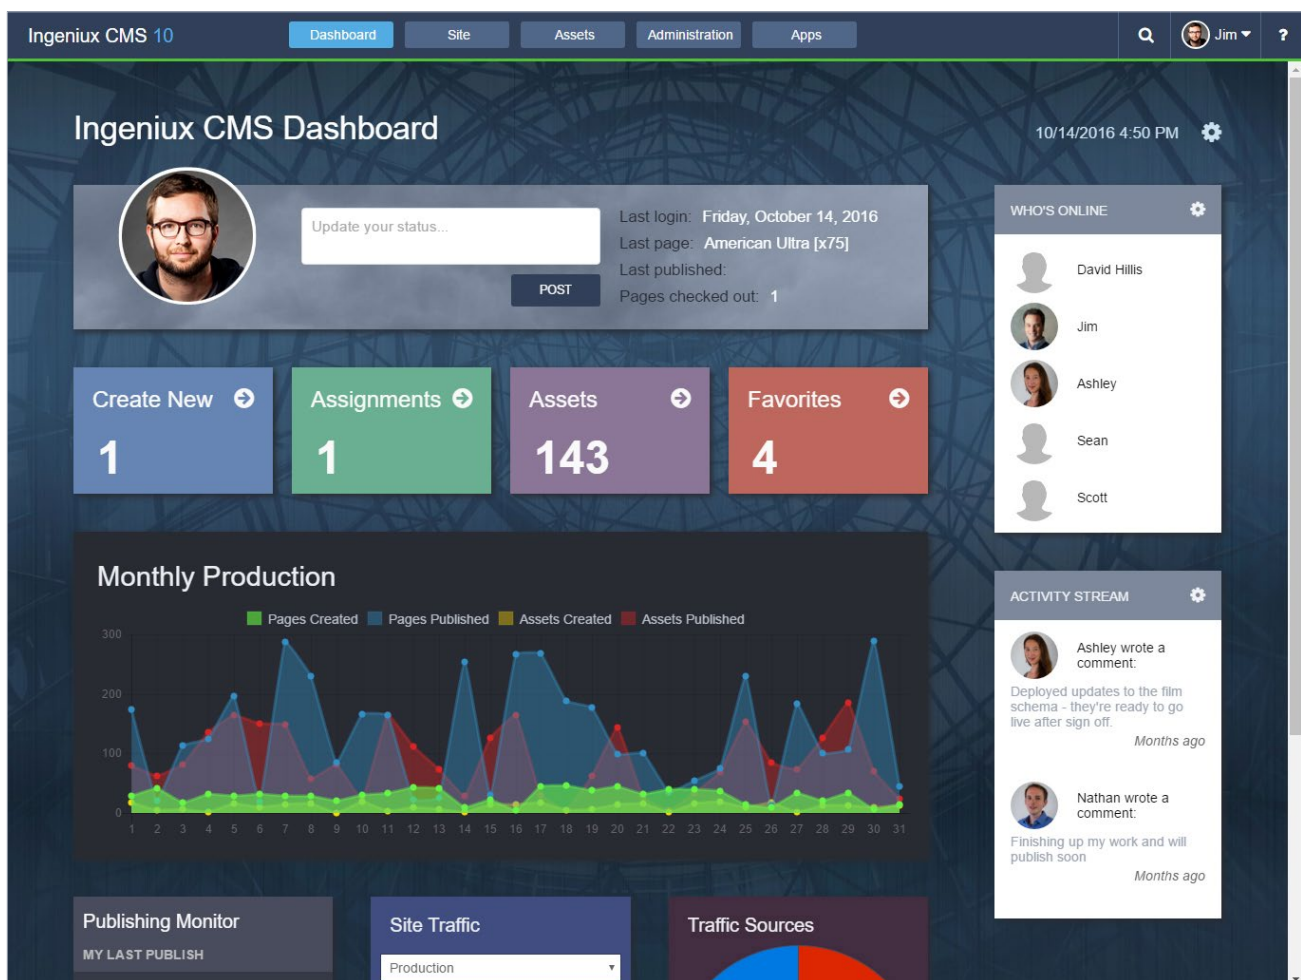 Ingeniux CMS 10
Dashboard
Site
Assets
Administration
Apps
Jim
?
Ingeniux CMS Dashboard
10/14/2016 4:50 PM
Update your status...
POST
Last login: Friday, October 14, 2016
Last page: American Ultra [x75]
Last published:
Pages checked out: 1
WHO'S ONLINE
David Hillis
Jim
Ashley
Sean
Scott
Create New
1
Assignments
1
Assets
143
Favorites
4
Monthly Production
Pages Created
Pages Published
Assets Created
Assets Published
300
200
100
0
1 2 3 4 5 6 7 8 9 10 11 12 13 14 15 16 17 18 19 20 21 22 23 24 25 26 27 28 29 30 31
ACTIVITY STREAM
Ashley wrote a
comment:
Deployed updates to the film
schema - they're ready to go
live after sign off.
Months ago
Nathan wrote a
comment:
Finishing up my work and will
publish soon
Months ago
Publishing Monitor
MY LAST PUBLISH
Site Traffic
Production
Traffic Sources